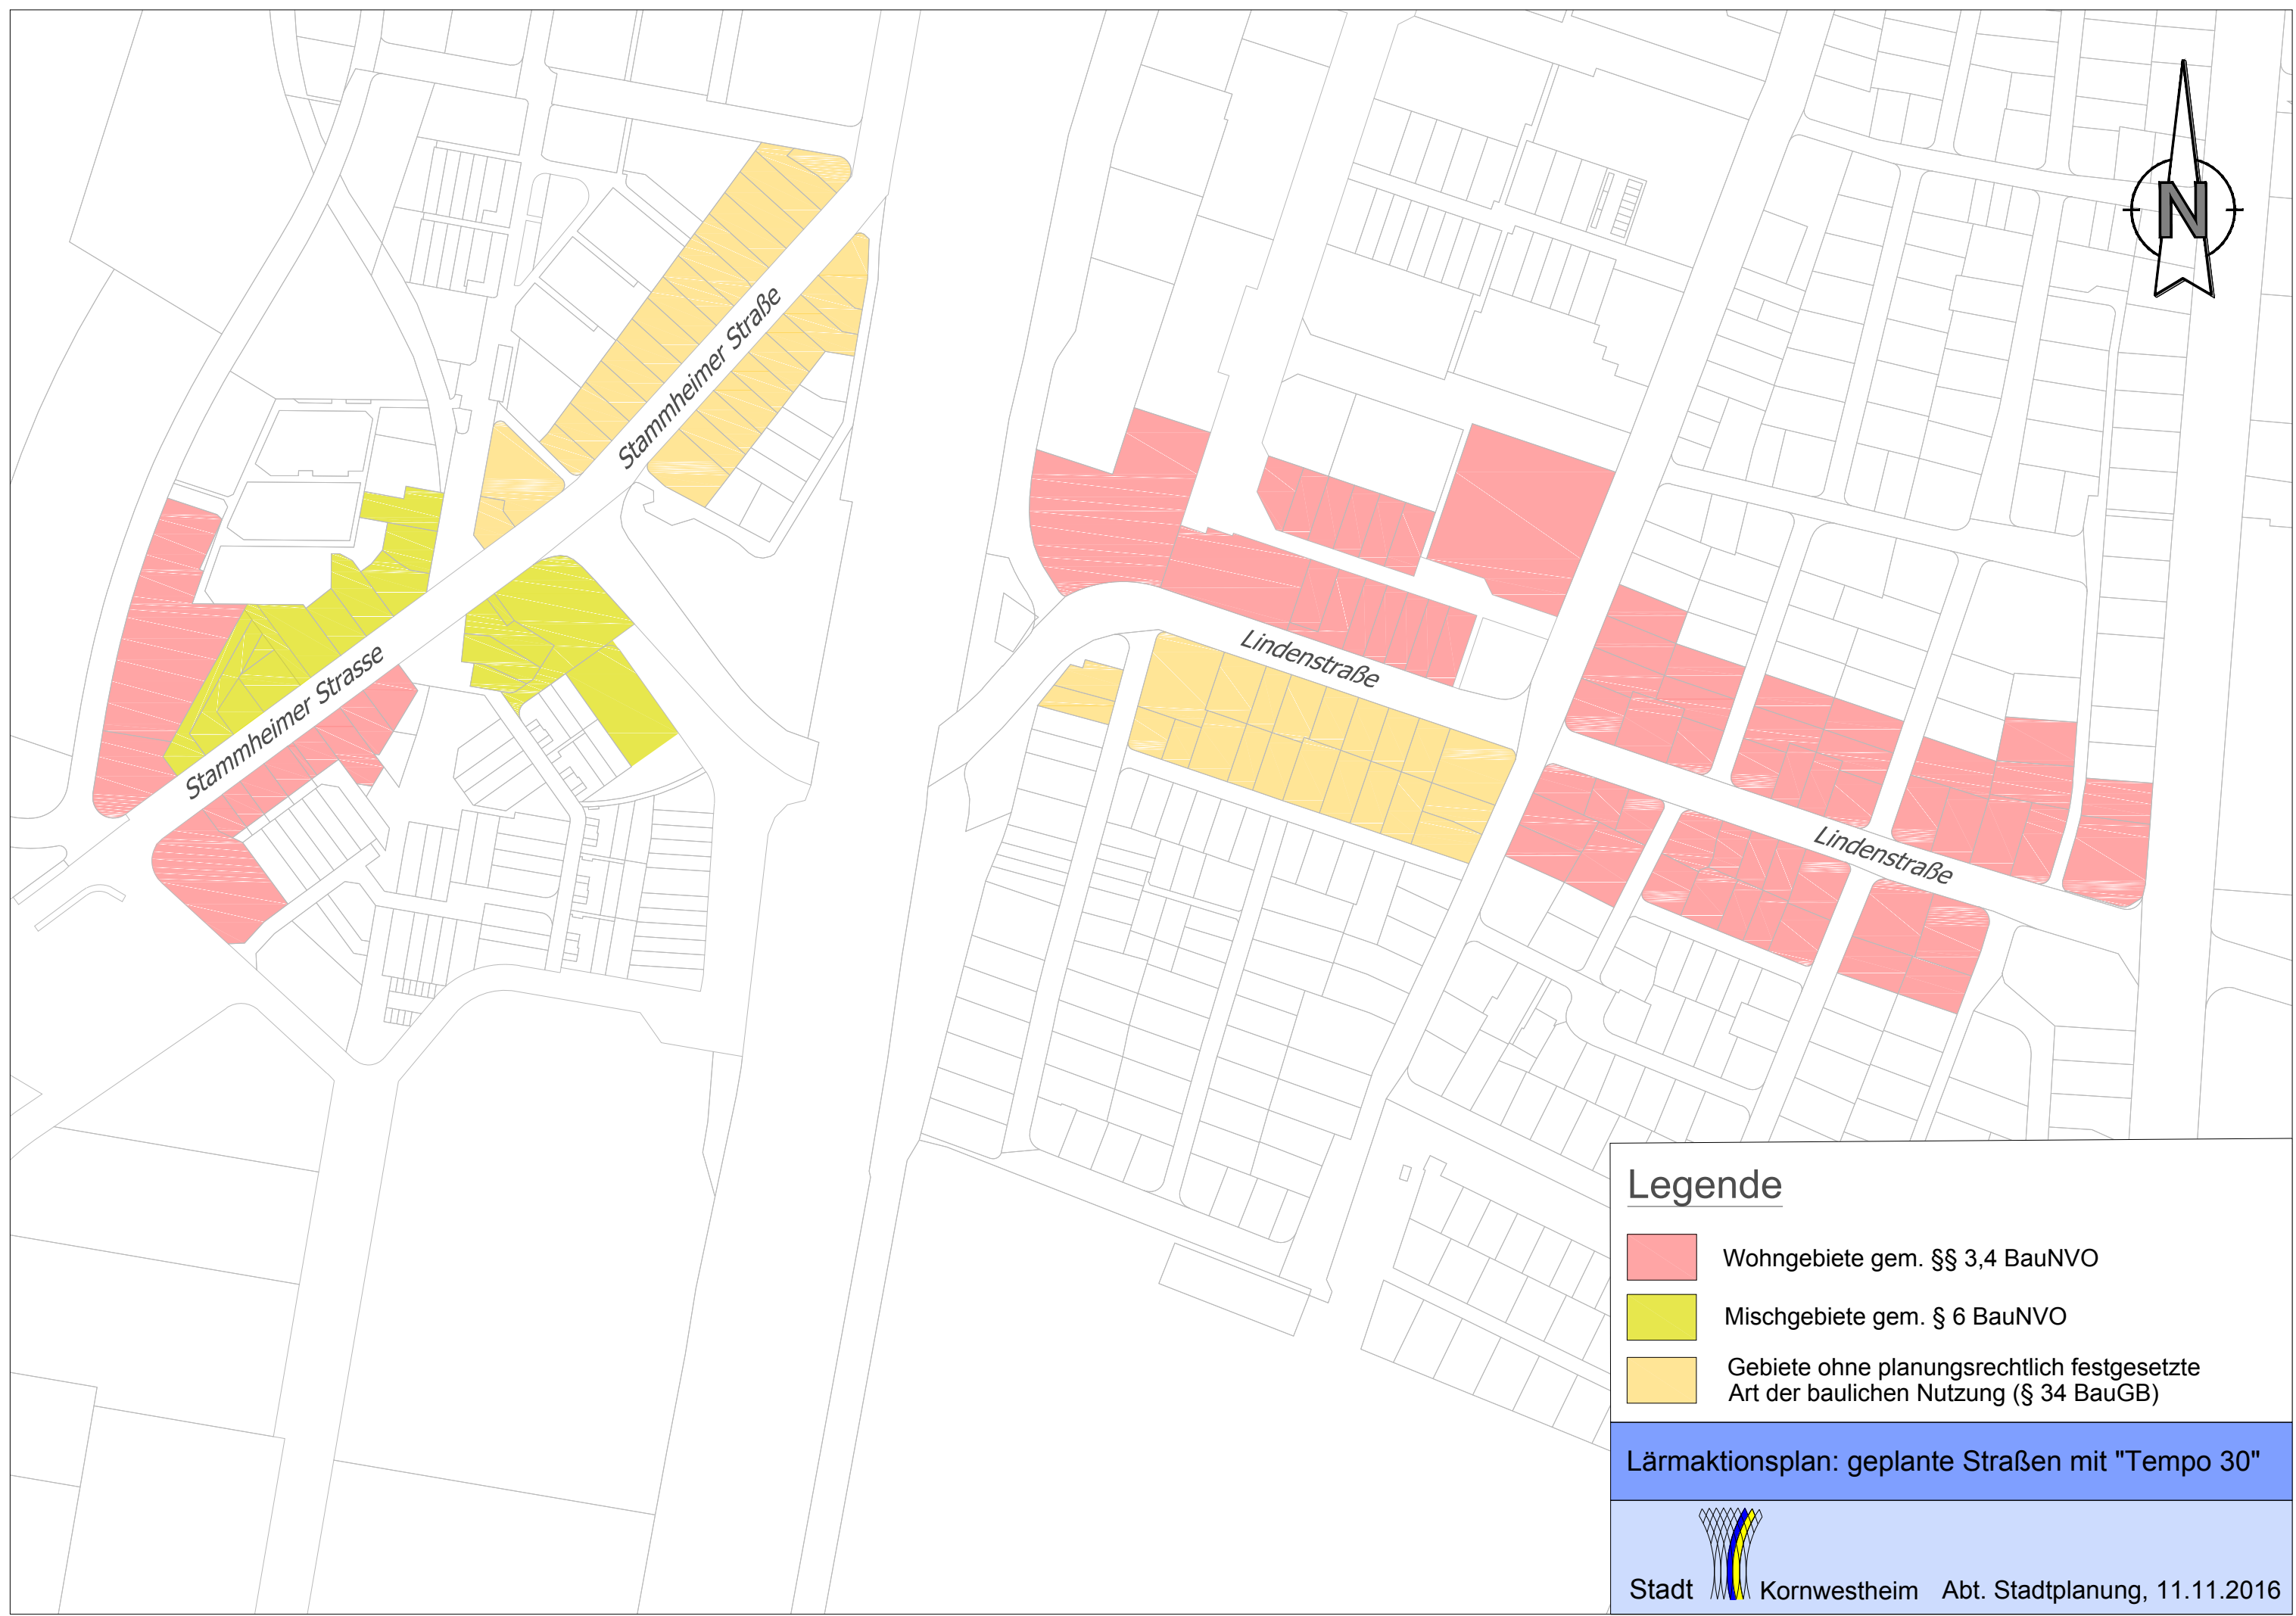 N
Stammheimer Straße
Stammheimer Strasse
Lindenstraße
Lindenstraße
Legende
Wohngebiete gem. §§ 3,4 BauNVO
Mischgebiete gem. § 6 BauNVO
Gebiete ohne planungsrechtlich festgesetzte
Art der baulichen Nutzung (§ 34 BauGB)
Lärmaktionsplan: geplante Straßen mit "Tempo 30"
Stadt Kornwestheim Abt. Stadtplanung, 11.11.2016